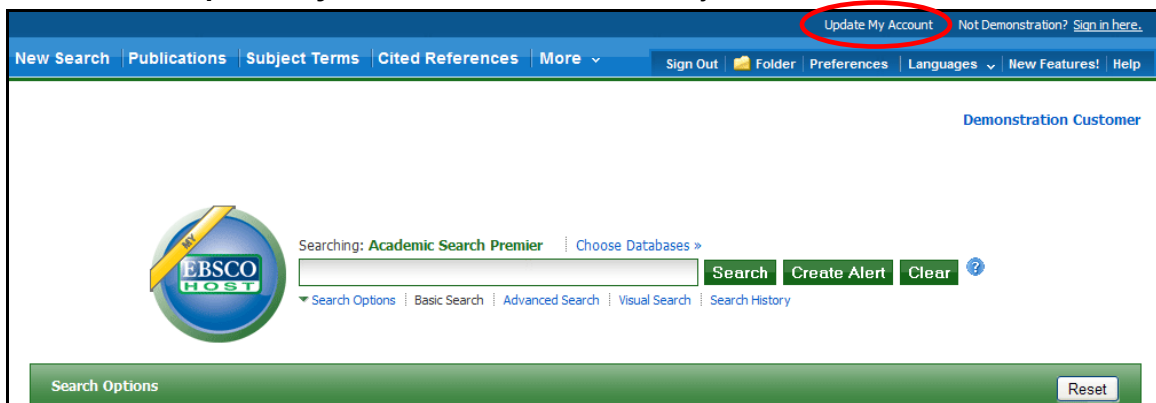 Update My Account Not Demonstration? Sign in here.
New Search Publications Subject Terms Cited References More
Sign Out Folder Preferences Languages New Features! Help
Demonstration Customer
MY
EBSCO
HOST
Searching: Academic Search Premier Choose Databases »
Search Create Alert Clear ?
Search Options Basic Search Advanced Search Visual Search Search History
Search Options Reset